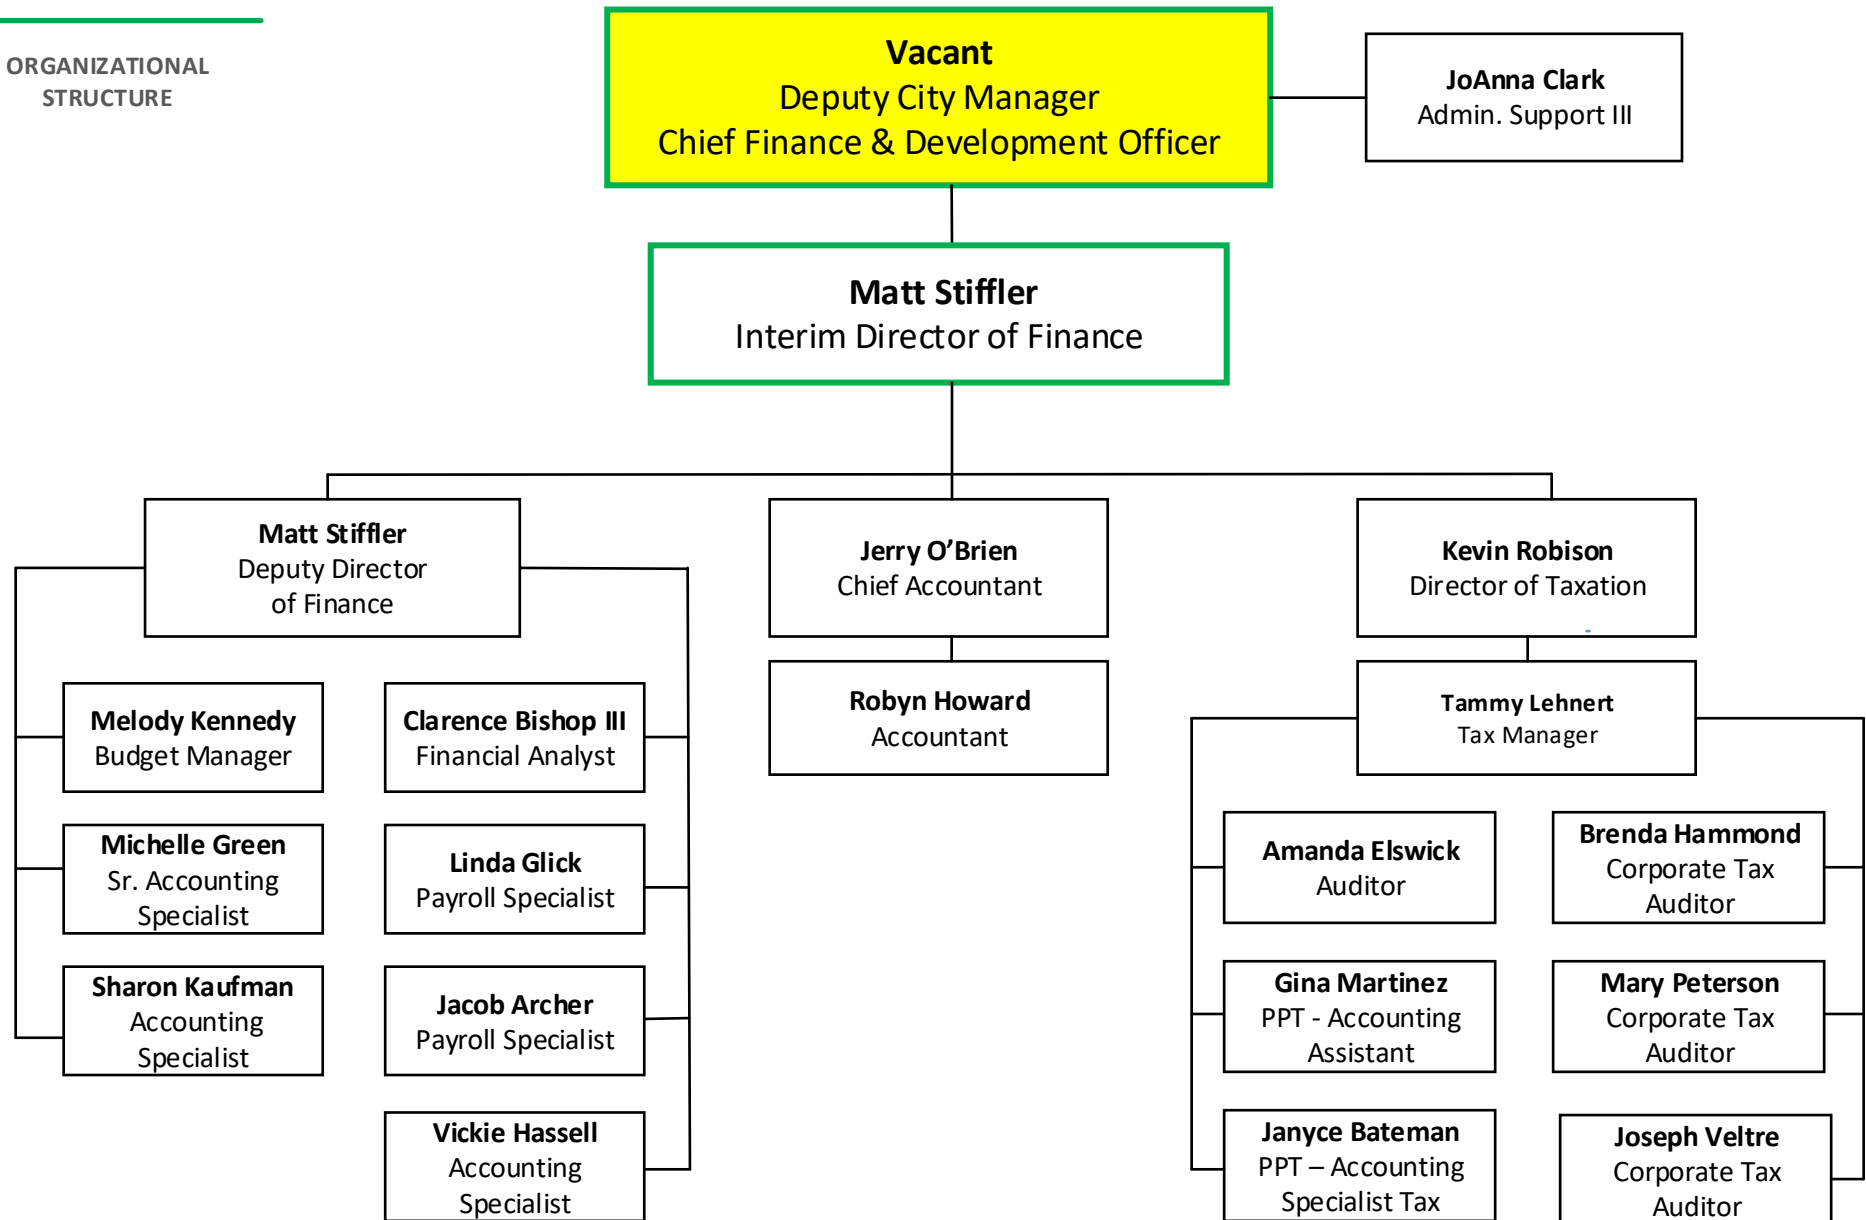 ORGANIZATIONAL
STRUCTURE
Vacant
Deputy City Manager
Chief Finance & Development Officer
JoAnna Clark
Admin. Support III
Matt Stiffler
Interim Director of Finance
Matt Stiffler
Deputy Director
of Finance
Jerry O’Brien
Chief Accountant
Kevin Robison
Director of Taxation
Melody Kennedy
Budget Manager
Clarence Bishop III
Financial Analyst
Robyn Howard
Accountant
Tammy Lehnert
Tax Manager
Michelle Green
Sr. Accounting
Specialist
Linda Glick
Payroll Specialist
Amanda Elswick
Auditor
Brenda Hammond
Corporate Tax
Auditor
Sharon Kaufman
Accounting
Specialist
Jacob Archer
Payroll Specialist
Gina Martinez
PPT - Accounting
Assistant
Mary Peterson
Corporate Tax
Auditor
Vickie Hassell
Accounting
Specialist
Janyce Bateman
PPT – Accounting
Specialist Tax
Joseph Veltre
Corporate Tax
Auditor